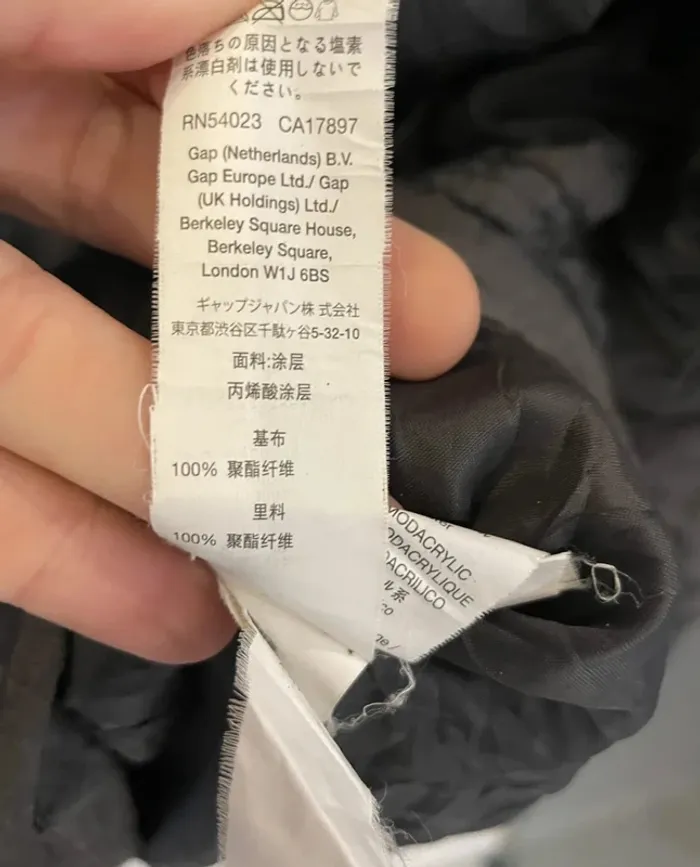 色落ちの原因となる塩素
系漂白剤は使用しないで
ください。
RN54023 CA17897
Gap (Netherlands) B.V.
Gap Europe Ltd./ Gap
(UK Holdings) Ltd./
Berkeley Square House,
Berkeley Square,
London W1J 6BS
ギャップジャパン株式会社
東京都渋谷区千駄ヶ谷5-32-10
面料:涂层
丙烯酸涂层
基布
100% 聚酯纤维
里料
100% 聚酯纤维
MODACRYLIC
ODACRYLIQUE
ACRILICO
ル系